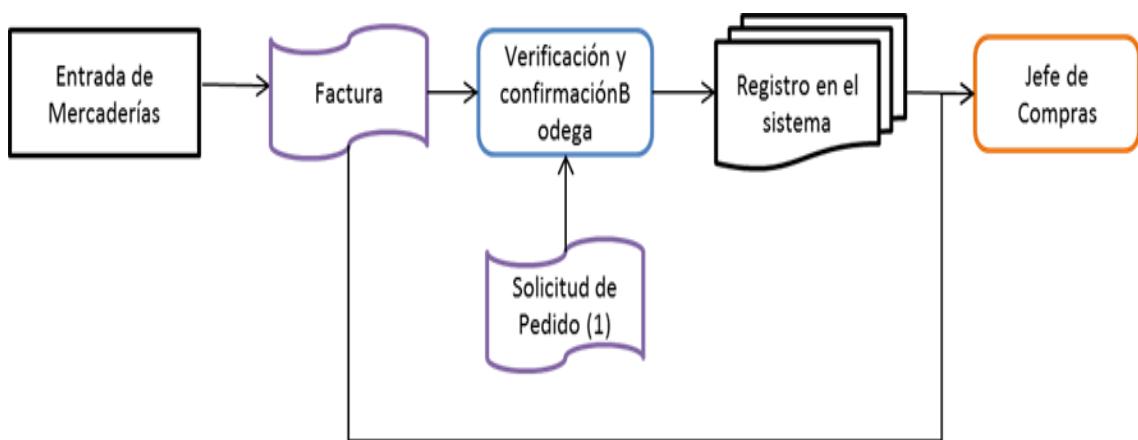 Entrada de
Mercaderías
Factura
Verificación y
confirmaciónB
odega
Registro en el
sistema
Jefe de
Compras
Solicitud de
Pedido (1)